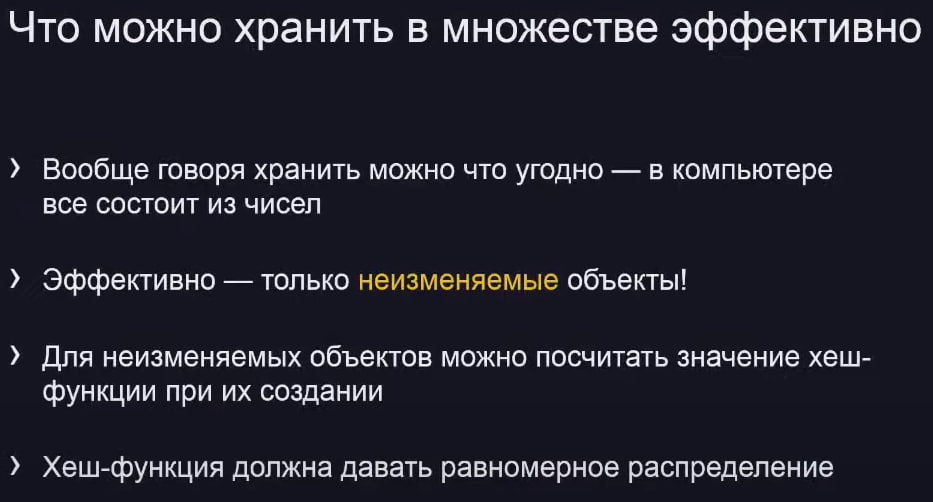 Что можно хранить в множестве эффективно
› Вообще говоря хранить можно что угодно — в компьютере
все состоит из чисел
› Эффективно — только неизменяемые объекты!
› Для неизменяемых объектов можно посчитать значение хеш-
функции при их создании
› Хеш-функция должна давать равномерное распределение